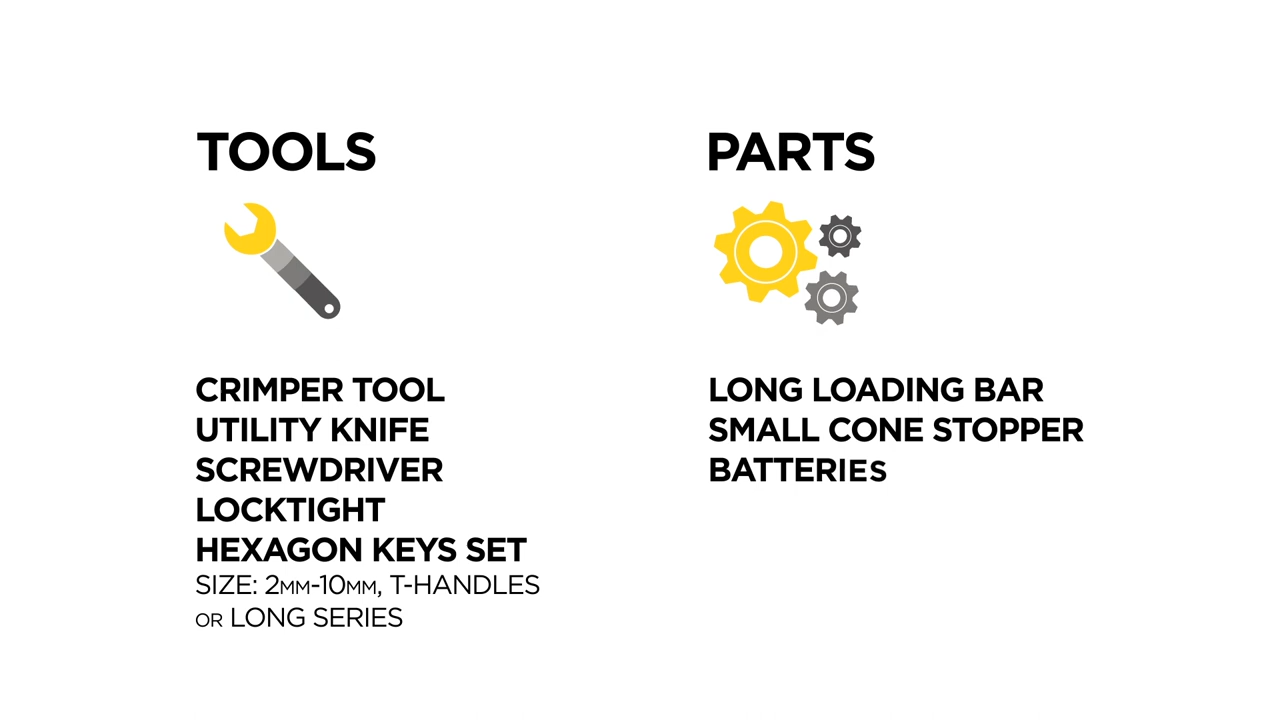 TOOLS
CRIMPER TOOL
UTILITY KNIFE
SCREWDRIVER
LOCKTIGHT
HEXAGON KEYS SET
SIZE: 2MM-10MM, T-HANDLES
OR LONG SERIES
PARTS
LONG LOADING BAR
SMALL CONE STOPPER
BATTERIES